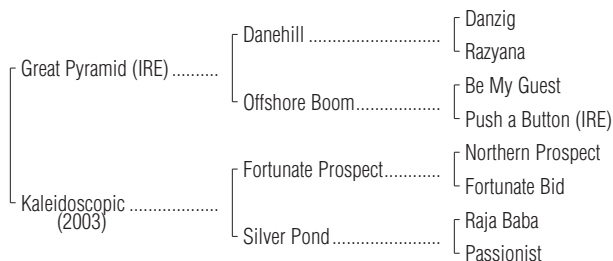 Danzig
Danehill
Razyana
Great Pyramid (IRE)
Be My Guest
Offshore Boom
Push a Button (IRE)
Northern Prospect
Fortunate Prospect
Fortunate Bid
Kaleidoscopic
(2003)
Raja Baba
Silver Pond
Passionist